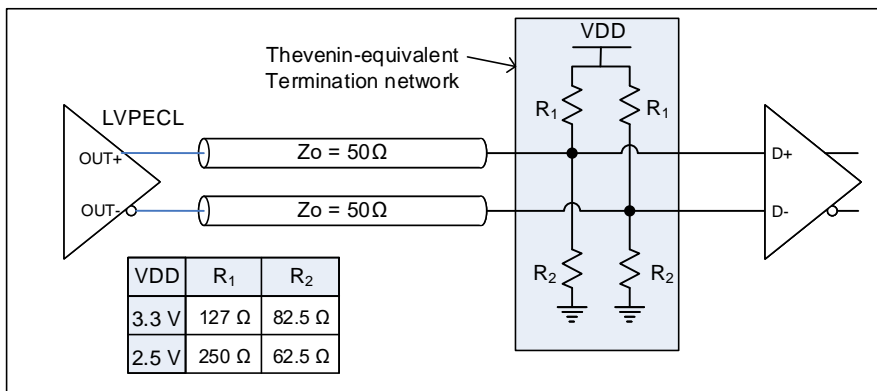 VDD
Thevenin-equivalent
Termination network
R1 R1
LVPECL
OUT+ Zo = 50Ω D+
OUT- Zo = 50Ω D-
R2 R2
VDD R1 R2
3.3 V 127 Ω 82.5 Ω
2.5 V 250 Ω 62.5 Ω